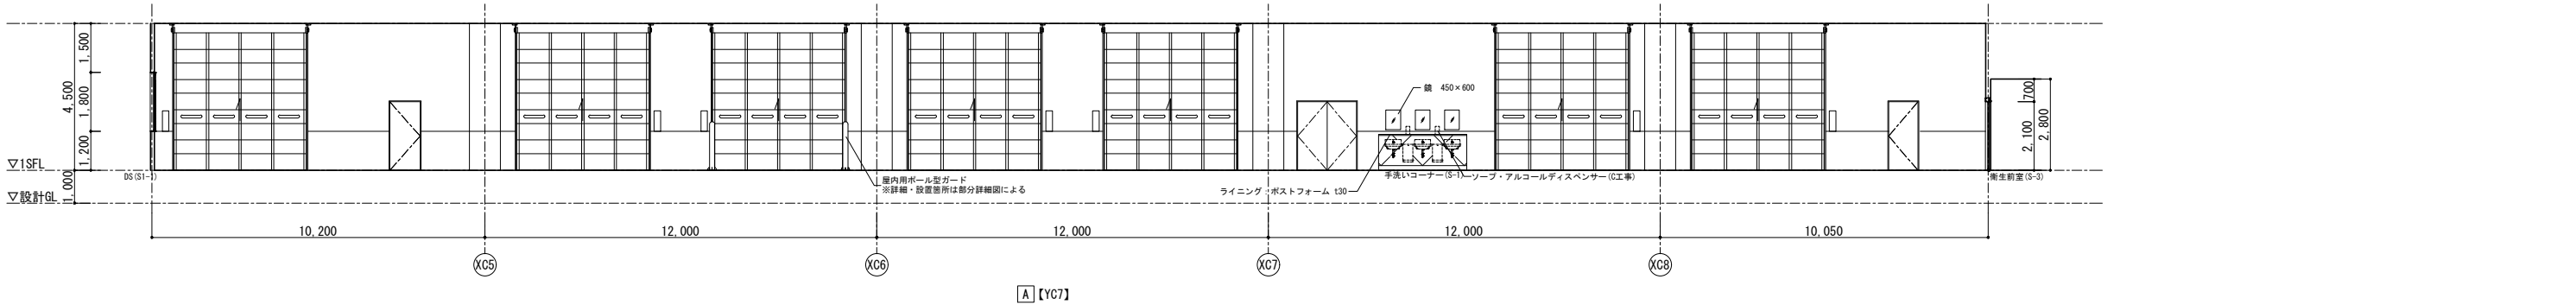 1,500
4,500
1,800
1,200
▽1SFL
1,000
▽設計GL
DS(S1-1)
鏡 450×600
屋内用ポール型ガード
※詳細・設置箇所は部分詳細図による
ライニング:ポストフォーム t30
手洗いコーナー(S-1)
ソープ・アルコールディスペンサー(C工事)
700
2,100
2,800
衛生前室(S-3)
10,200
12,000
12,000
12,000
10,050
XC5
XC6
XC7
XC8
A 【YC7】